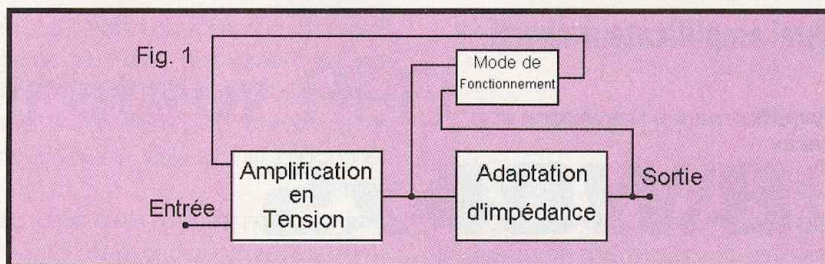 Fig. 1
Mode de
Fonctionnement
Amplification
en
Tension
Adaptation
d'impédance
Entrée
Sortie